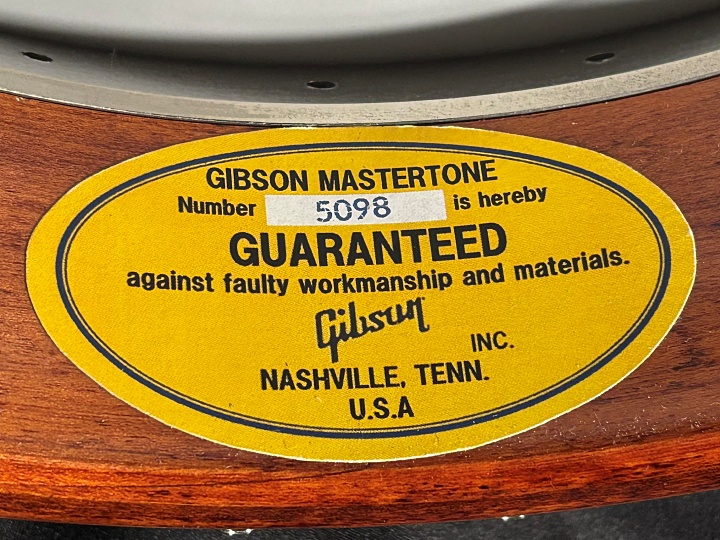 GIBSON MASTERTONE
Number 5098 is hereby
GUARANTEED
against faulty workmanship and materials.
Gibson INC.
NASHVILLE, TENN.
U.S.A